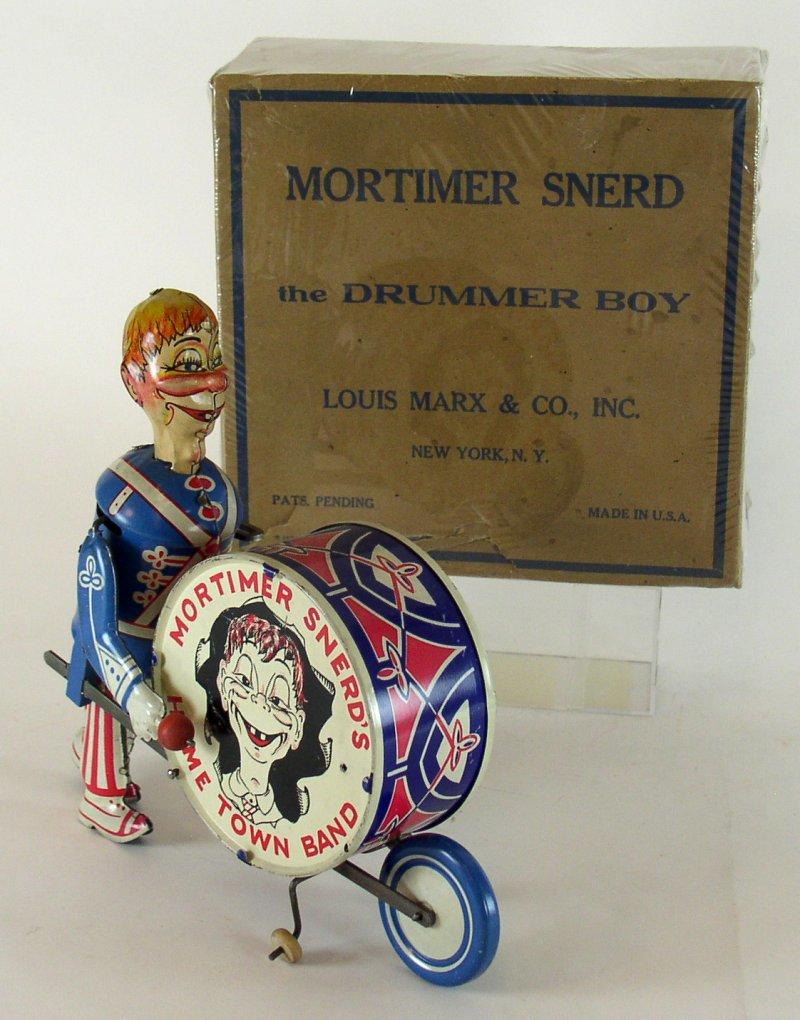 MORTIMER SNERD
the DRUMMER BOY
LOUIS MARX & CO., INC.
NEW YORK, N. Y.
PATS. PENDING
MADE IN U.S.A.
MORTIMER SNERD'S
HOME TOWN BAND